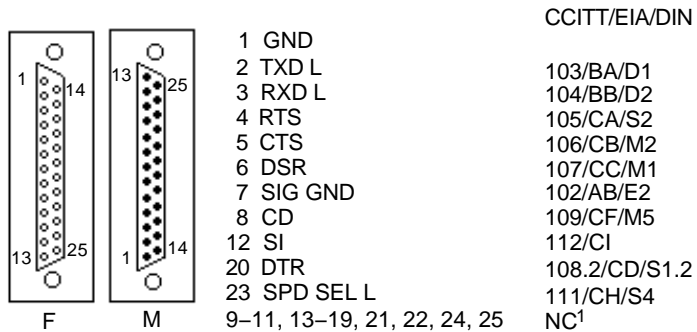 CCITT/EIA/DIN
1 GND
2 TXD L 103/BA/D1
3 RXD L 104/BB/D2
4 RTS 105/CA/S2
5 CTS 106/CB/M2
6 DSR 107/CC/M1
7 SIG GND 102/AB/E2
8 CD 109/CF/M5
12 SI 112/CI
20 DTR 108.2/CD/S1.2
23 SPD SEL L 111/CH/S4
9–11, 13–19, 21, 22, 24, 25 NC¹
1 14 13 25
13 25 1 14
F M